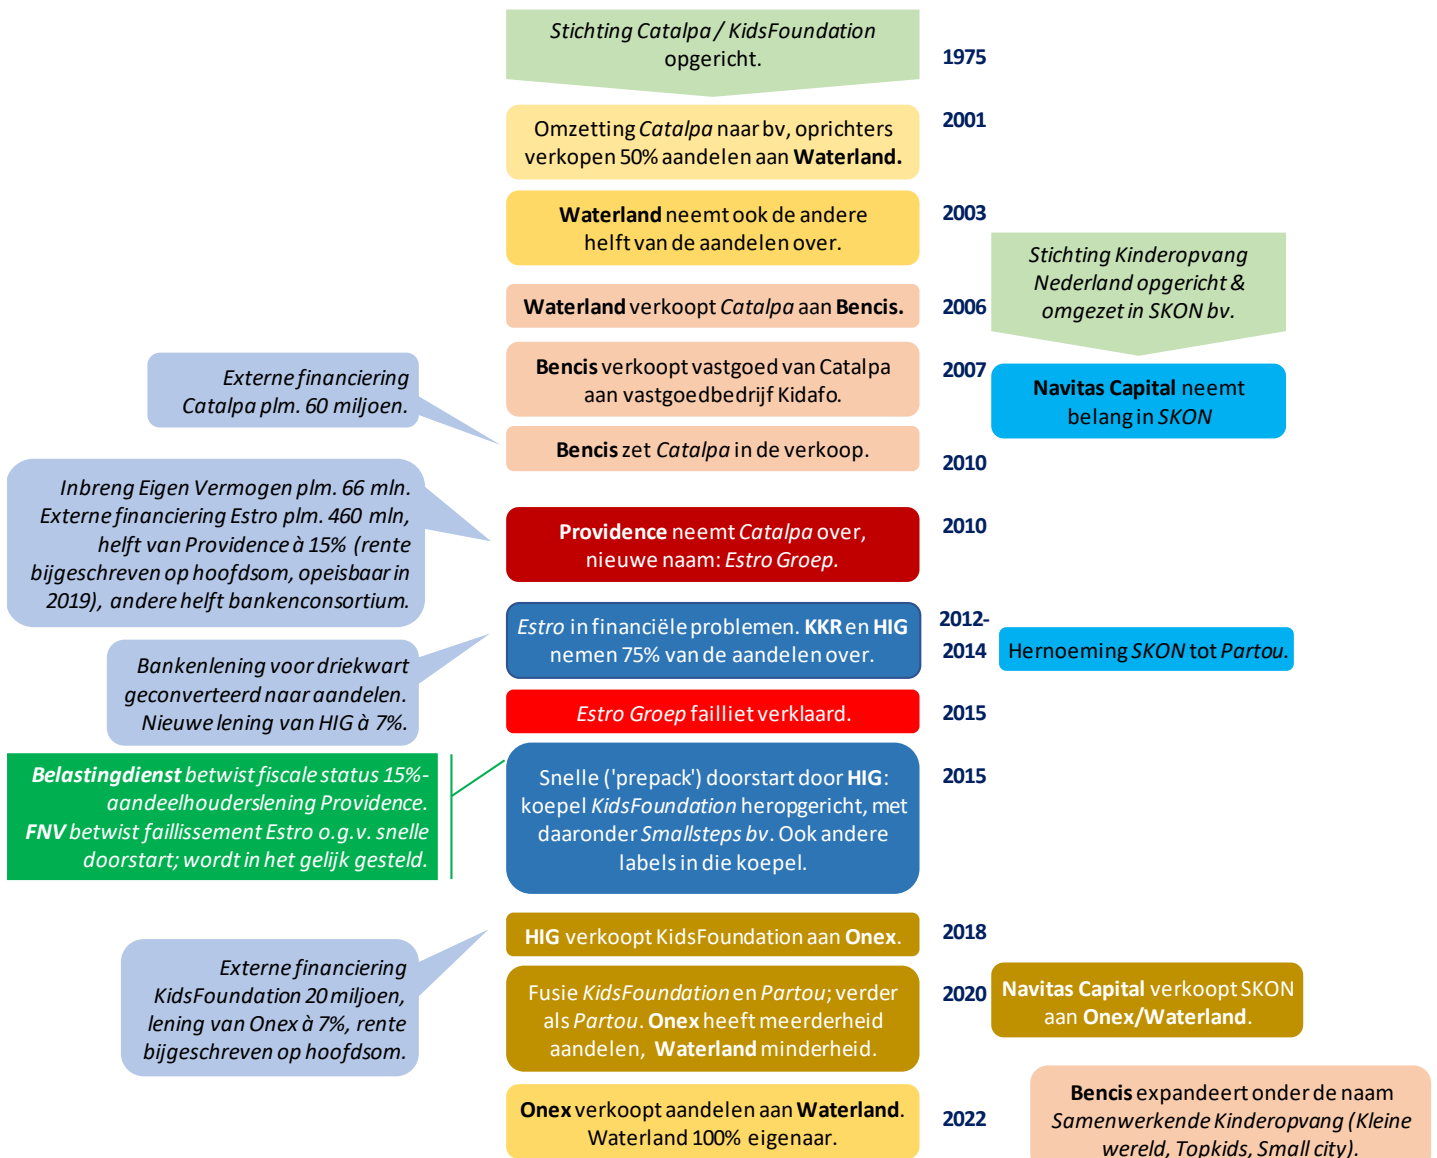 Stichting Catalpa / KidsFoundation
opgericht.
1975
Omzetting Catalpa naar bv, oprichters
verkopen 50% aandelen aan Waterland.
2001
Waterland neemt ook de andere
helft van de aandelen over.
2003
Stichting Kinderopvang
Nederland opgericht &
omgezet in SKON bv.
Waterland verkoopt Catalpa aan Bencis.
2006
Externe financiering
Catalpa plm. 60 miljoen.
Bencis verkoopt vastgoed van Catalpa
aan vastgoedbedrijf Kidafo.
2007
Navitas Capital neemt
belang in SKON
Bencis zet Catalpa in de verkoop.
2010
Inbreng Eigen Vermogen plm. 66 mln.
Externe financiering Estro plm. 460 mln,
helft van Providence à 15% (rente
bijgeschreven op hoofdsom, opeisbaar in
2019), andere helft bankenconsortium.
Providence neemt Catalpa over,
nieuwe naam: Estro Groep.
2010
Estro in financiële problemen. KKR en HIG
nemen 75% van de aandelen over.
2012-
2014
Hernoeming SKON tot Partou.
Bankenlening voor driekwart
geconverteerd naar aandelen.
Nieuwe lening van HIG à 7%.
Estro Groep failliet verklaard.
2015
Belastingdienst betwist fiscale status 15%-
aandeelhouderslening Providence.
FNV betwist faillissement Estro o.g.v. snelle
doorstart; wordt in het gelijk gesteld.
Snelle ('prepack') doorstart door HIG:
koepel KidsFoundation heropgericht, met
daaronder Smallsteps bv. Ook andere
labels in die koepel.
2015
HIG verkoopt KidsFoundation aan Onex.
2018
Externe financiering
KidsFoundation 20 miljoen,
lening van Onex à 7%, rente
bijgeschreven op hoofdsom.
Fusie KidsFoundation en Partou; verder
als Partou. Onex heeft meerderheid
aandelen, Waterland minderheid.
2020
Navitas Capital verkoopt SKON
aan Onex/Waterland.
Onex verkoopt aandelen aan Waterland.
Waterland 100% eigenaar.
2022
Bencis expandeert onder de naam
Samenwerkende Kinderopvang (Kleine
wereld, Topkids, Small city).